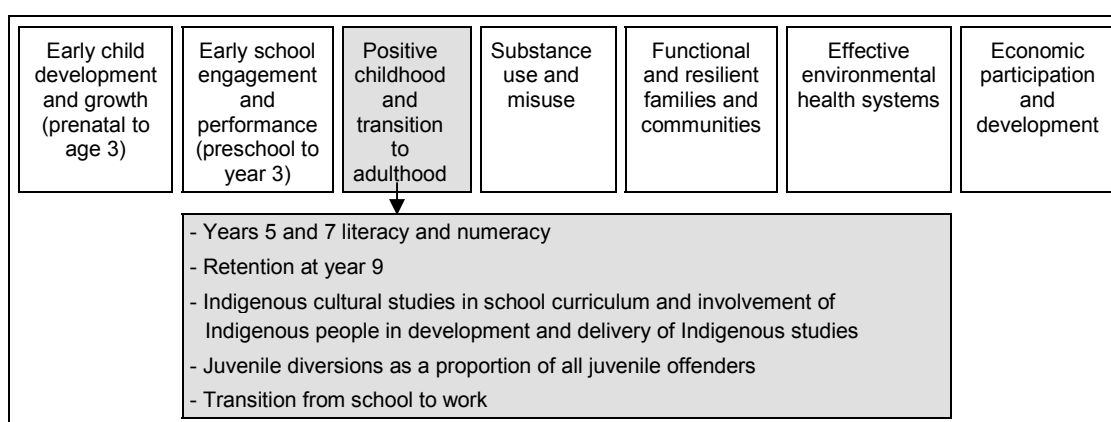 Early child
development
and growth
(prenatal to
age 3)
Early school
engagement
and
performance
(preschool to
year 3)
Positive
childhood
and
transition
to
adulthood
Substance
use and
misuse
Functional
and resilient
families and
communities
Effective
environmental
health systems
Economic
participation
and
development
- Years 5 and 7 literacy and numeracy
- Retention at year 9
- Indigenous cultural studies in school curriculum and involvement of
Indigenous people in development and delivery of Indigenous studies
- Juvenile diversions as a proportion of all juvenile offenders
- Transition from school to work